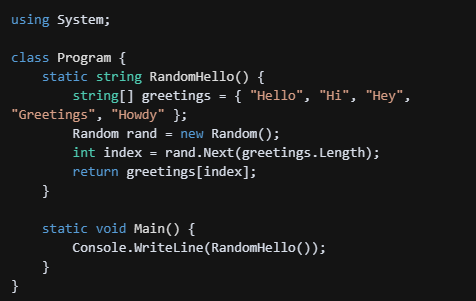 using System;

class Program {
    static string RandomHello() {
        string[] greetings = { "Hello", "Hi", "Hey",
"Greetings", "Howdy" };
        Random rand = new Random();
        int index = rand.Next(greetings.Length);
        return greetings[index];
    }

    static void Main() {
        Console.WriteLine(RandomHello());
    }
}